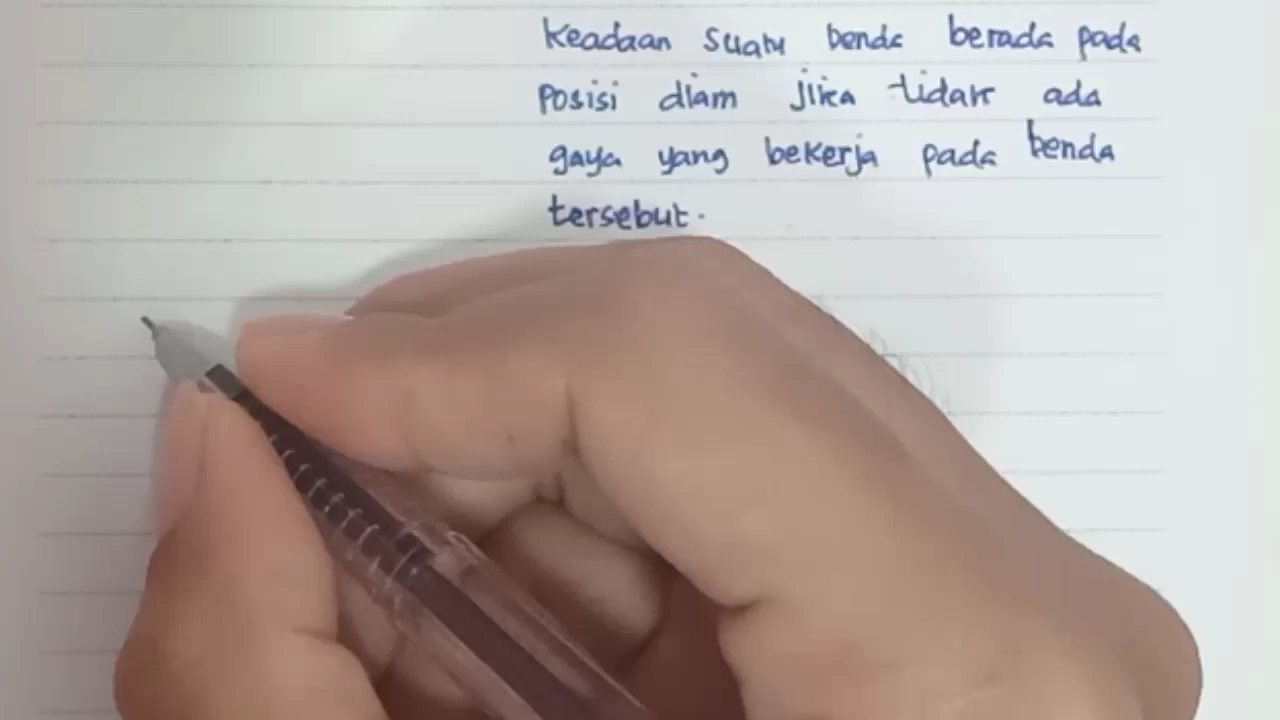 keadaan suatu benda berada pada
posisi diam jika tidak ada
gaya yang bekerja pada benda
tersebut.